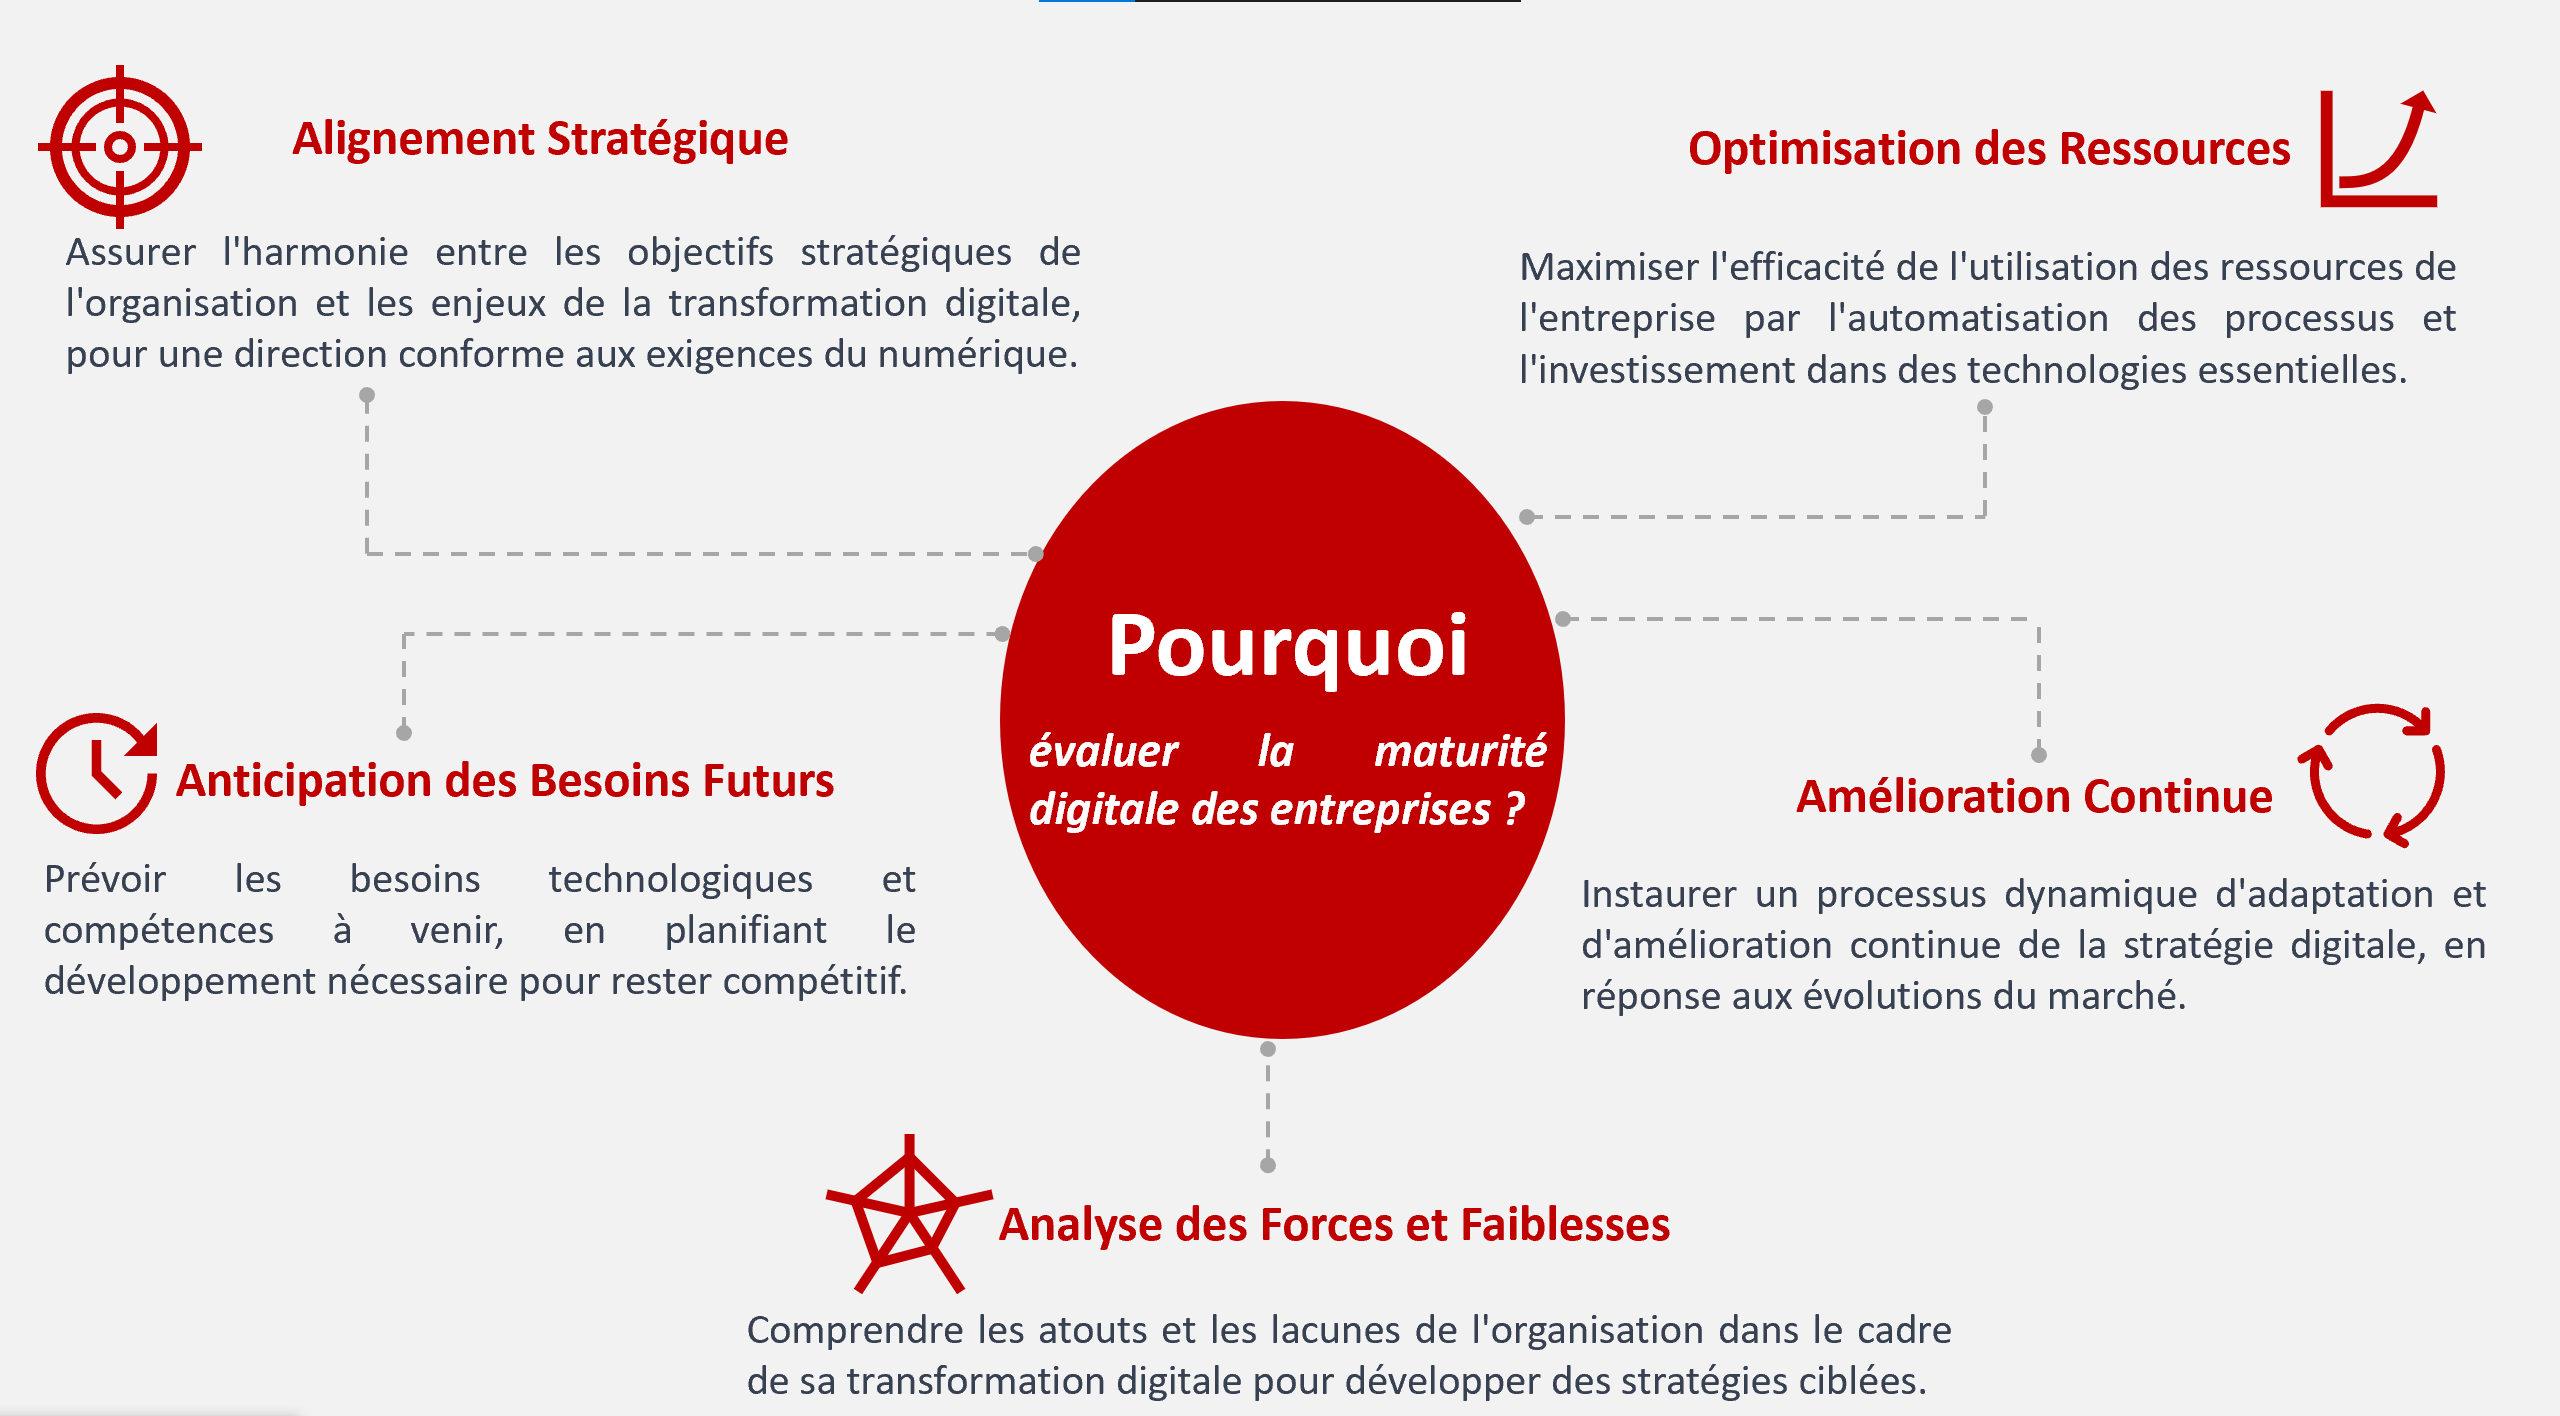 Alignement Stratégique
Assurer l'harmonie entre les objectifs stratégiques de
l'organisation et les enjeux de la transformation digitale,
pour une direction conforme aux exigences du numérique.
Optimisation des Ressources
Maximiser l'efficacité de l'utilisation des ressources de
l'entreprise par l'automatisation des processus et
l'investissement dans des technologies essentielles.
Pourquoi
évaluer la maturité
digitale des entreprises ?
Anticipation des Besoins Futurs
Prévoir les besoins technologiques et
compétences à venir, en planifiant le
développement nécessaire pour rester compétitif.
Amélioration Continue
Instaurer un processus dynamique d'adaptation et
d'amélioration continue de la stratégie digitale, en
réponse aux évolutions du marché.
Analyse des Forces et Faiblesses
Comprendre les atouts et les lacunes de l'organisation dans le cadre
de sa transformation digitale pour développer des stratégies ciblées.